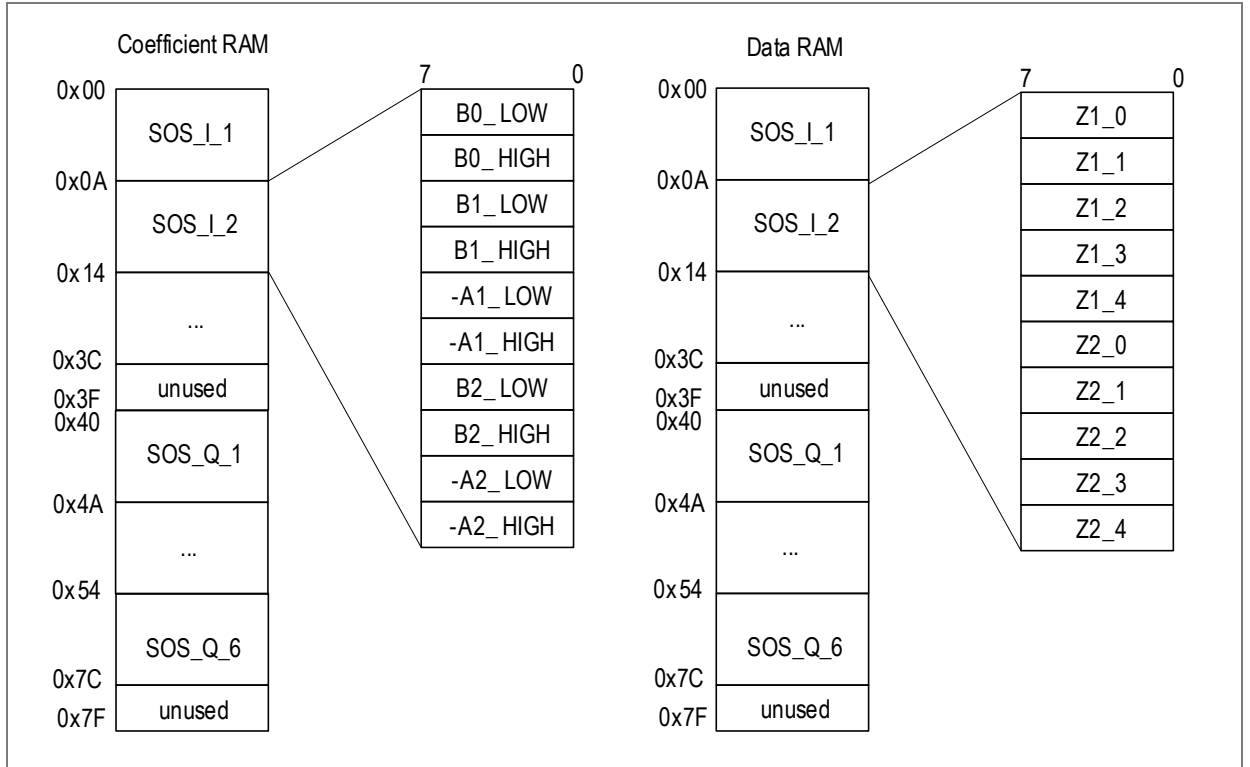 Coefficient RAM
7
0
0x00
SOS_I_1
0x0A
SOS_I_2
0x14
...
0x3C
unused
0x3F
0x40
SOS_Q_1
0x4A
...
0x54
SOS_Q_6
0x7C
unused
0x7F
B0_LOW
B0_HIGH
B1_LOW
B1_HIGH
-A1_LOW
-A1_HIGH
B2_LOW
B2_HIGH
-A2_LOW
-A2_HIGH
Data RAM
7
0
0x00
SOS_I_1
0x0A
SOS_I_2
0x14
...
0x3C
unused
0x3F
0x40
SOS_Q_1
0x4A
...
0x54
SOS_Q_6
0x7C
unused
0x7F
Z1_0
Z1_1
Z1_2
Z1_3
Z1_4
Z2_0
Z2_1
Z2_2
Z2_3
Z2_4